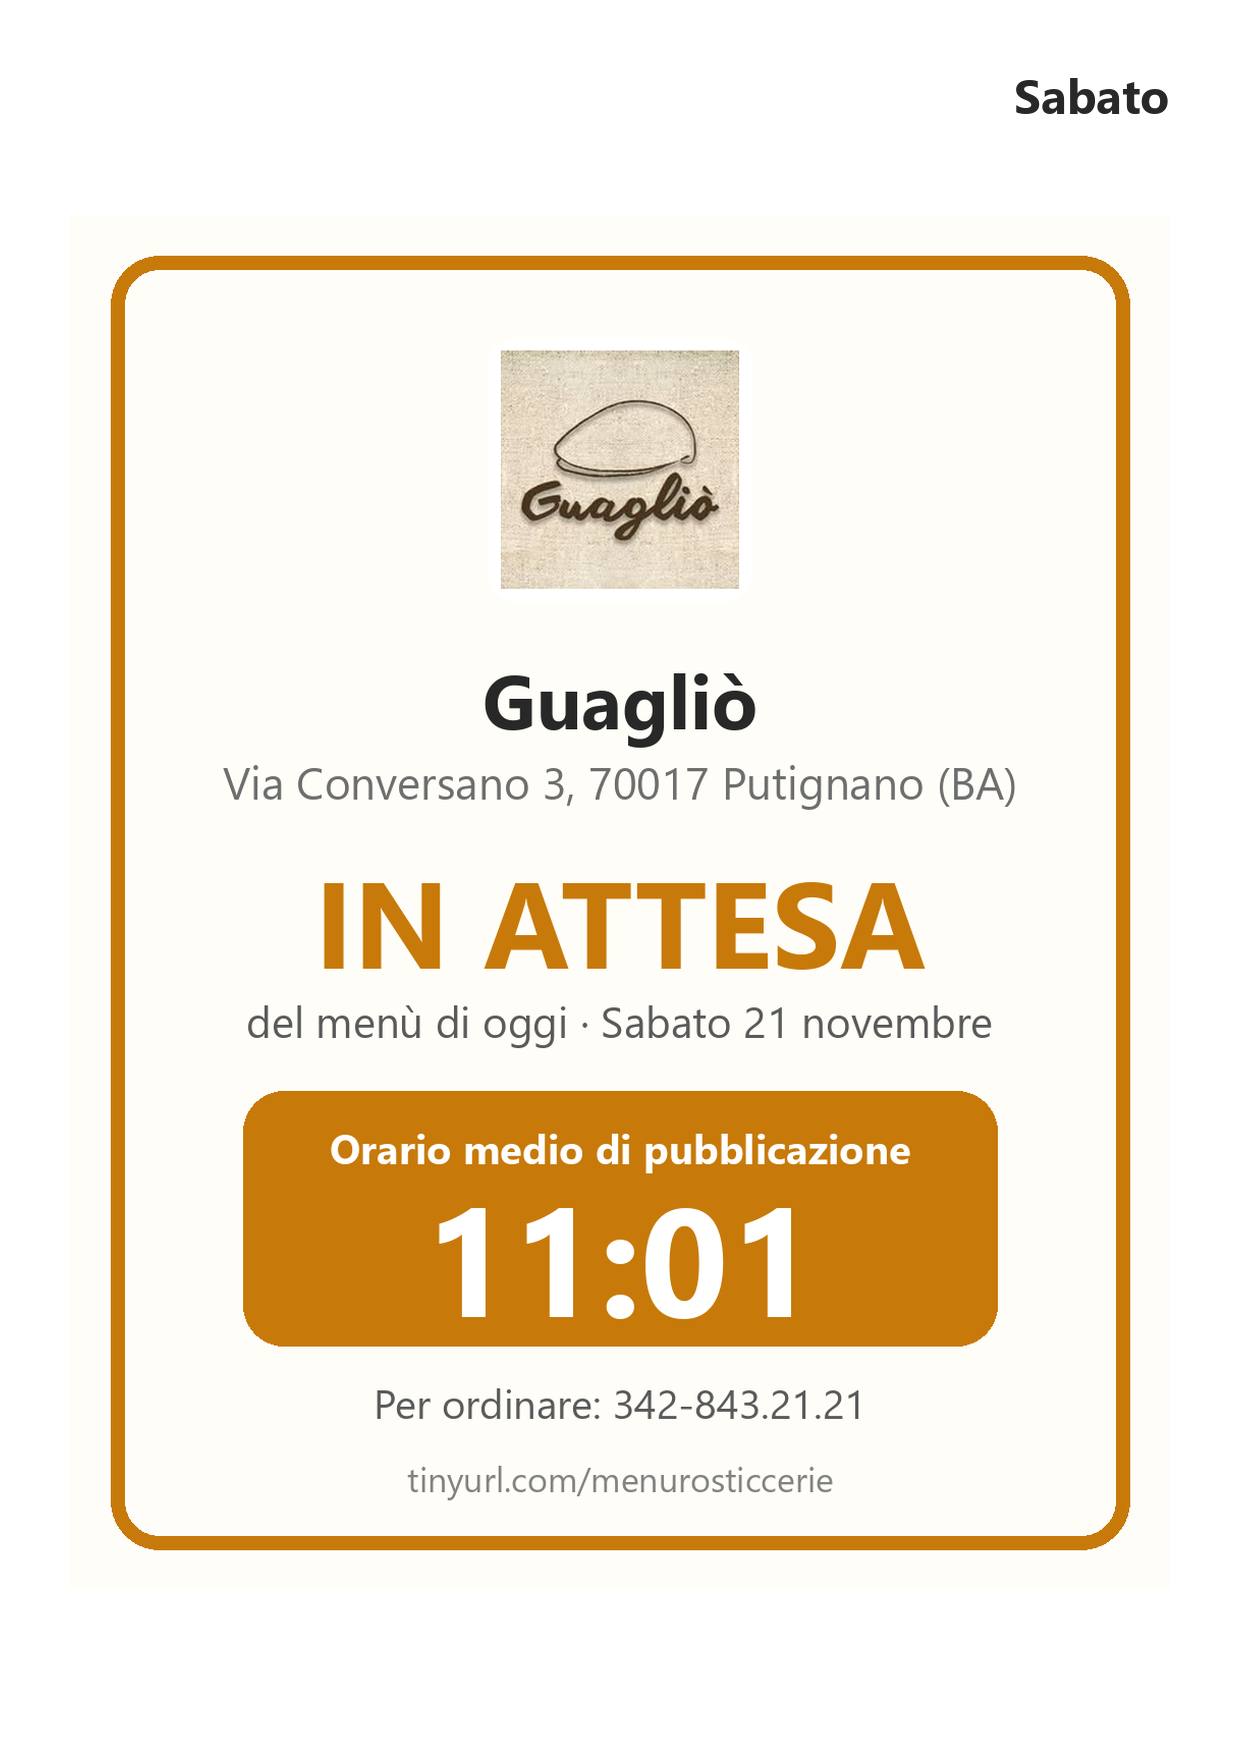 Sabato
Guagliò
Guagliò
Via Conversano 3, 70017 Putignano (BA)
IN ATTESA
del menù di oggi · Sabato 21 novembre
Orario medio di pubblicazione
11:01
Per ordinare: 342-843.21.21
tinyurl.com/menurosticcerie